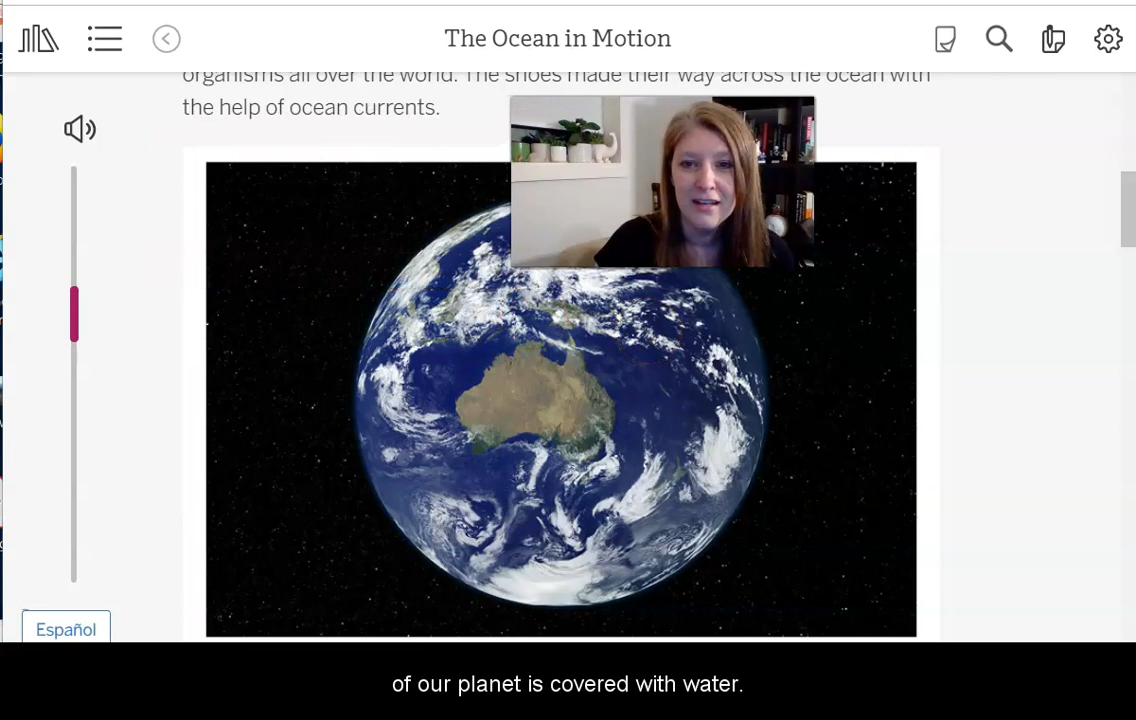 The Ocean in Motion
organisms all over the world. The shoes made their way across the ocean with
the help of ocean currents.
Español
of our planet is covered with water.